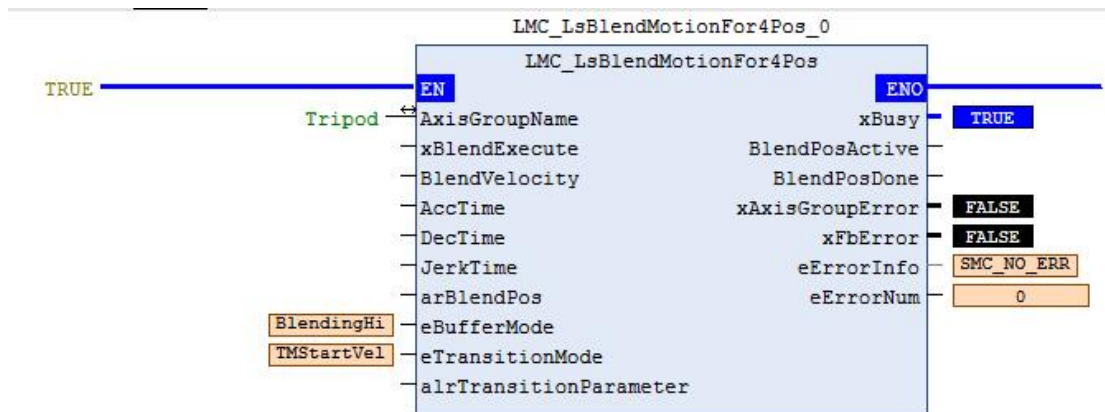 LMC_LsBlendMotionFor4Pos_0
LMC_LsBlendMotionFor4Pos
TRUE EN ENO
Tripod AxisGroupName xBusy TRUE
xBlendExecute BlendPosActive
BlendVelocity BlendPosDone
AccTime xAxisGroupError FALSE
DecTime xFbError FALSE
JerkTime eErrorInfo SMC_NO_ERR
arBlendPos eErrorNum 0
BlendingHi eBufferMode
TMStartVel eTransitionMode
alrTransitionParameter